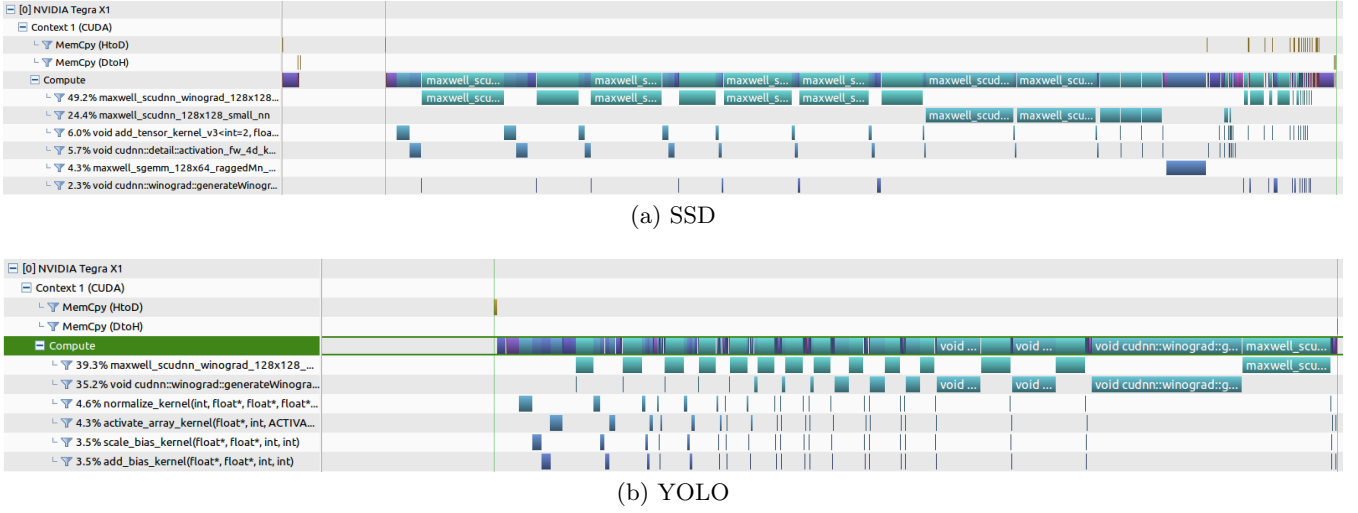 [0] NVIDIA Tegra X1
Context 1 (CUDA)
MemCpy (HtoD)
MemCpy (DtoH)
Compute
maxwell_scu... maxwell_s... maxwell_s... maxwell_s... maxwell_scud... maxwell_scu...
49.2% maxwell_scudnn_winograd_128x128...
maxwell_scu... maxwell_s... maxwell_s... maxwell_s...
24.4% maxwell_scudnn_128x128_small_nn
maxwell_scud... maxwell_scu...
6.0% void add_tensor_kernel_v3<int=2, floa...
5.7% void cudnn::detail::activation_fw_4d_k...
4.3% maxwell_sgemm_128x64_raggedMn_...
2.3% void cudnn::winograd::generateWinogr...
(a) SSD
[0] NVIDIA Tegra X1
Context 1 (CUDA)
MemCpy (HtoD)
MemCpy (DtoH)
Compute
void ... void ... void cudnn::winograd::g... maxwell_scu...
39.3% maxwell_scudnn_winograd_128x128_...
maxwell_scu...
35.2% void cudnn::winograd::generateWinogra...
void ... void ... void cudnn::winograd::g...
4.6% normalize_kernel(int, float*, float*, float*...
4.3% activate_array_kernel(float*, int, ACTIVA...
3.5% scale_bias_kernel(float*, float*, int, int)
3.5% add_bias_kernel(float*, float*, int, int)
(b) YOLO